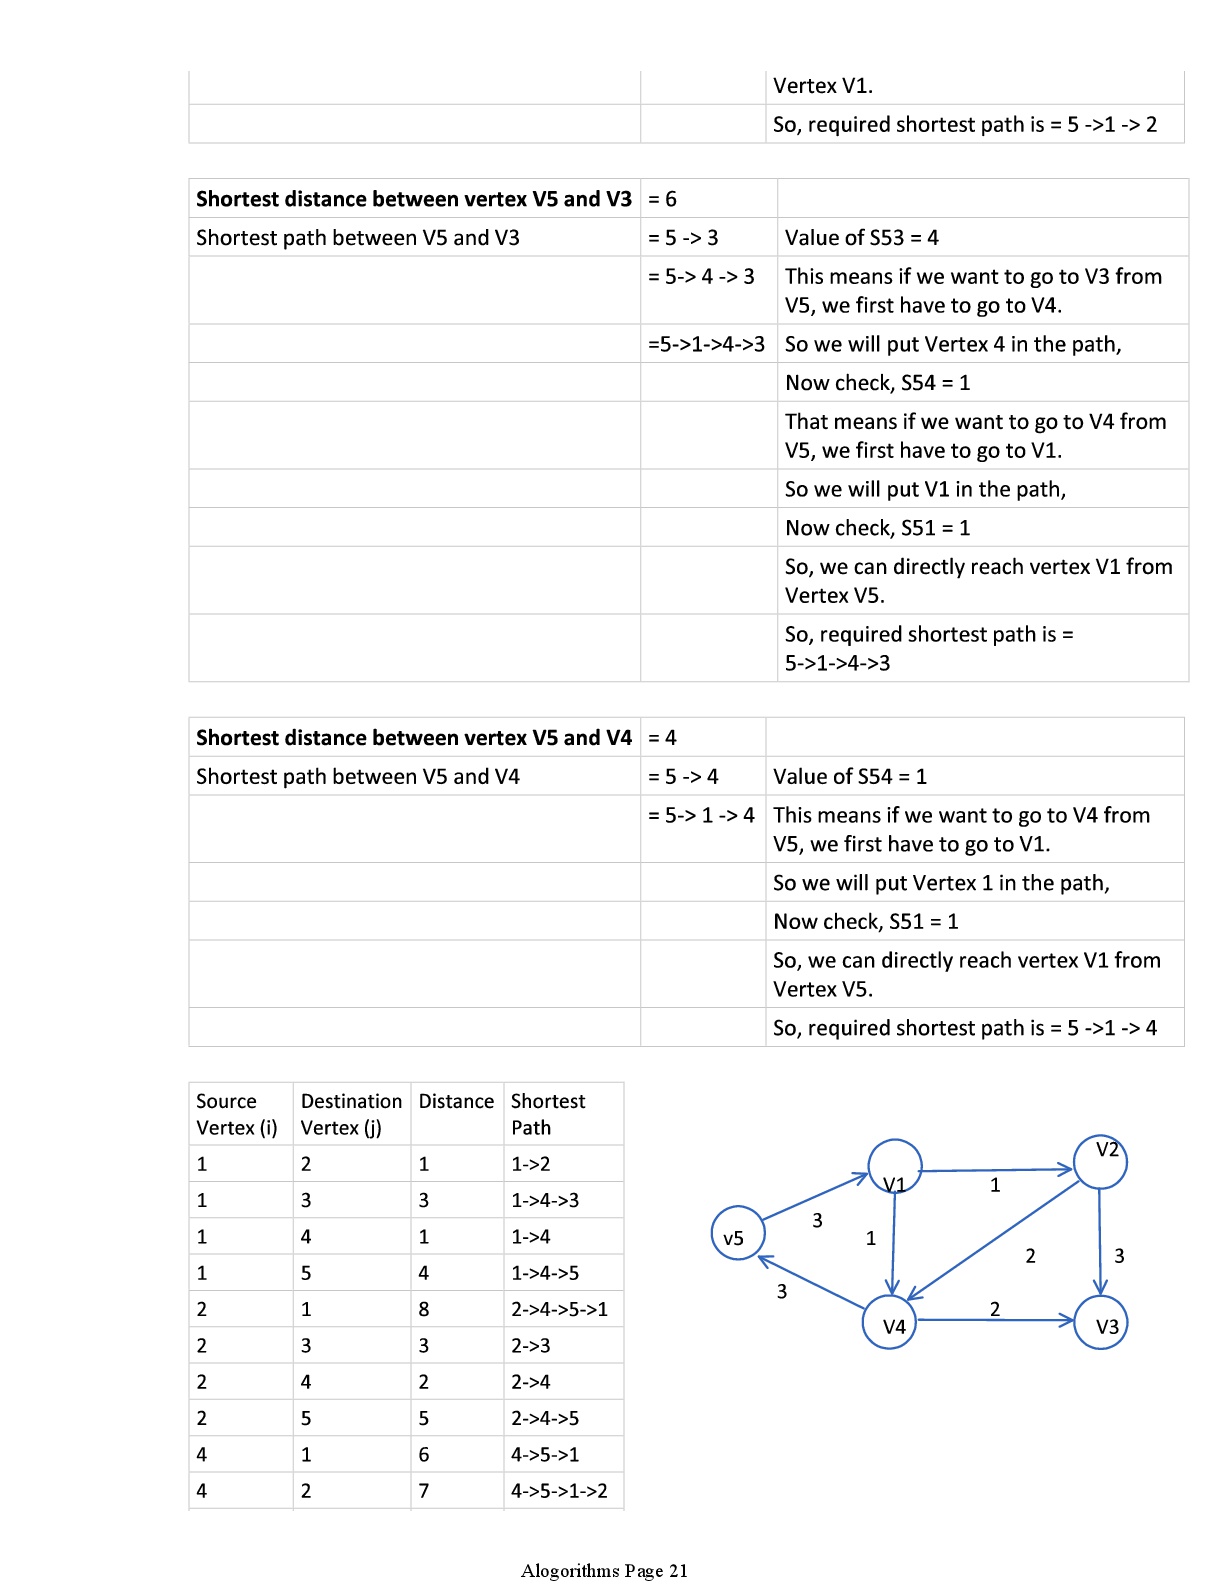 Vertex V1.
So, required shortest path is = 5 ->1 -> 2
Shortest distance between vertex V5 and V3 = 6
Shortest path between V5 and V3 = 5 -> 3 Value of S53 = 4
= 5-> 4 -> 3 This means if we want to go to V3 from
V5, we first have to go to V4.
=5->1->4->3 So we will put Vertex 4 in the path,
Now check, S54 = 1
That means if we want to go to V4 from
V5, we first have to go to V1.
So we will put V1 in the path,
Now check, S51 = 1
So, we can directly reach vertex V1 from
Vertex V5.
So, required shortest path is =
5->1->4->3
Shortest distance between vertex V5 and V4 = 4
Shortest path between V5 and V4 = 5 -> 4 Value of S54 = 1
= 5-> 1 -> 4 This means if we want to go to V4 from
V5, we first have to go to V1.
So we will put Vertex 1 in the path,
Now check, S51 = 1
So, we can directly reach vertex V1 from
Vertex V5.
So, required shortest path is = 5 ->1 -> 4
Source Destination Distance Shortest
Vertex (i) Vertex (j) Path
1 2 1 1->2
1 3 3 1->4->3
1 4 1 1->4
1 5 4 1->4->5
2 1 8 2->4->5->1
2 3 3 2->3
2 4 2 2->4
2 5 5 2->4->5
4 1 6 4->5->1
4 2 7 4->5->1->2
V2
V1 1
3
v5 1
2 3
3
2
V4 V3
Alogorithms Page 21